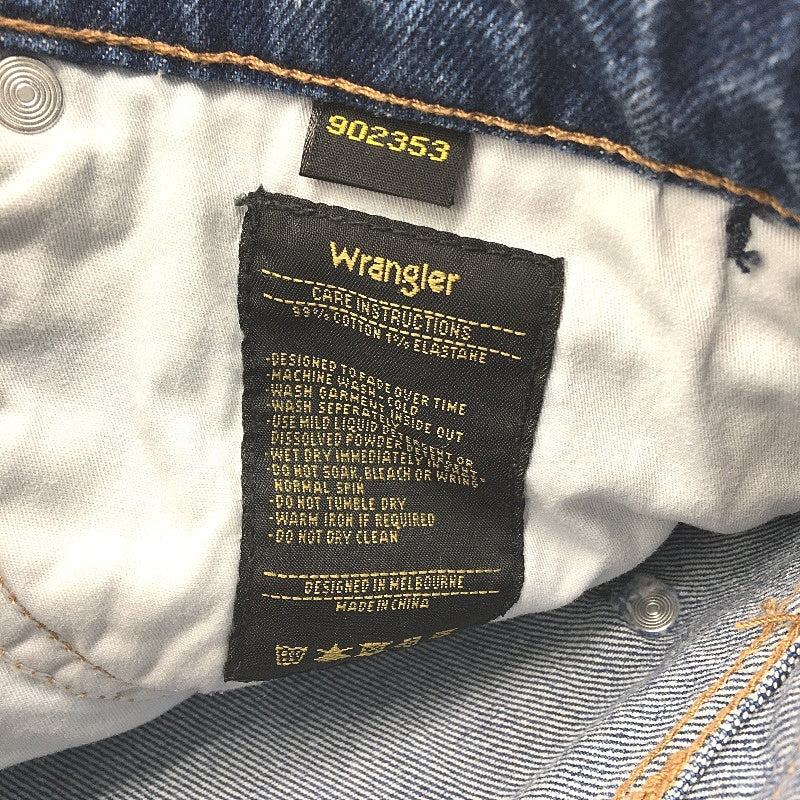 902353
Wrangler
CARE INSTRUCTIONS
99% COTTON 1% ELASTANE
-DESIGNED TO FADE OVER TIME
-MACHINE WASH-COLD
-WASH GARMENT INSIDE OUT
-WASH SEPERATELY
-USE MILD LIQUID DETERGENT OR
DISSOLVED POWDER
WET DRY IMMEDIATELY IN
-DO NOT SOAK,BLEACH OR WRING-
NORMAL SPIN
-DO NOT TUMBLE DRY
-WARM IRON IF REQUIRED
-DO NOT DRY CLEAN
DESIGNED IN MELBOURNE
MADE IN CHINA